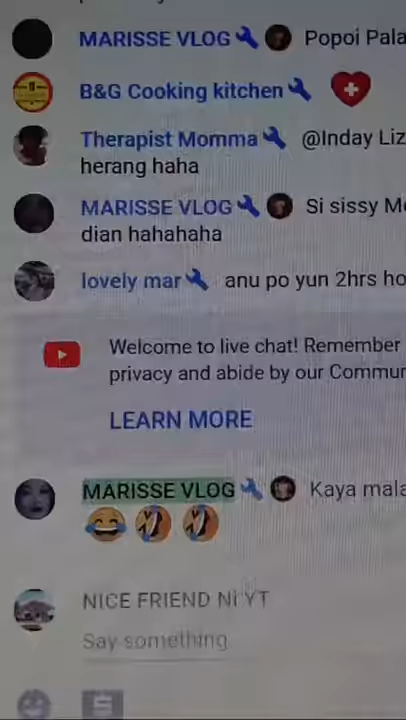 MARISSE VLOG Popoi Pala
B&G Cooking kitchen
Therapist Momma @Inday Liz
herang haha
MARISSE VLOG Si sissy Me
dian hahahaha
lovely mar anu po yun 2hrs ho
Welcome to live chat! Remember
privacy and abide by our Commun
LEARN MORE
MARISSE VLOG Kaya mala
NICE FRIEND Ni YT
Say something